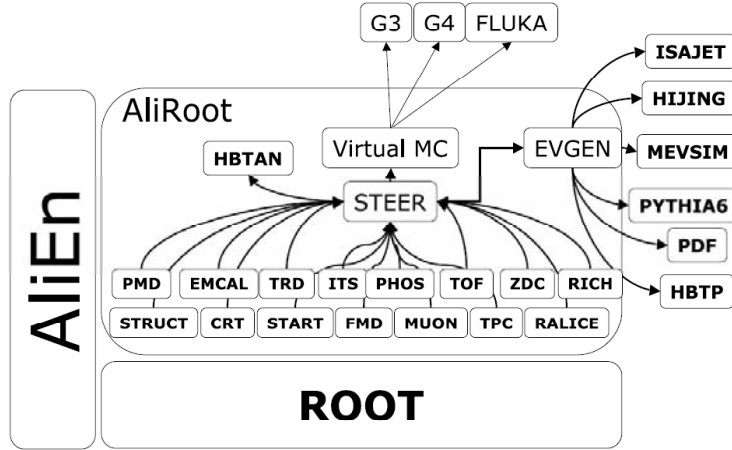 G3 G4 FLUKA
ISAJET
AliRoot
HIJING
HBTAN Virtual MC EVGEN MEVSIM
STEER
PYTHIA6
PDF
PMD EMCAL TRD ITS PHOS TOF ZDC RICH
HBTP
STRUCT CRT START FMD MUON TPC RALICE
AliEn
ROOT